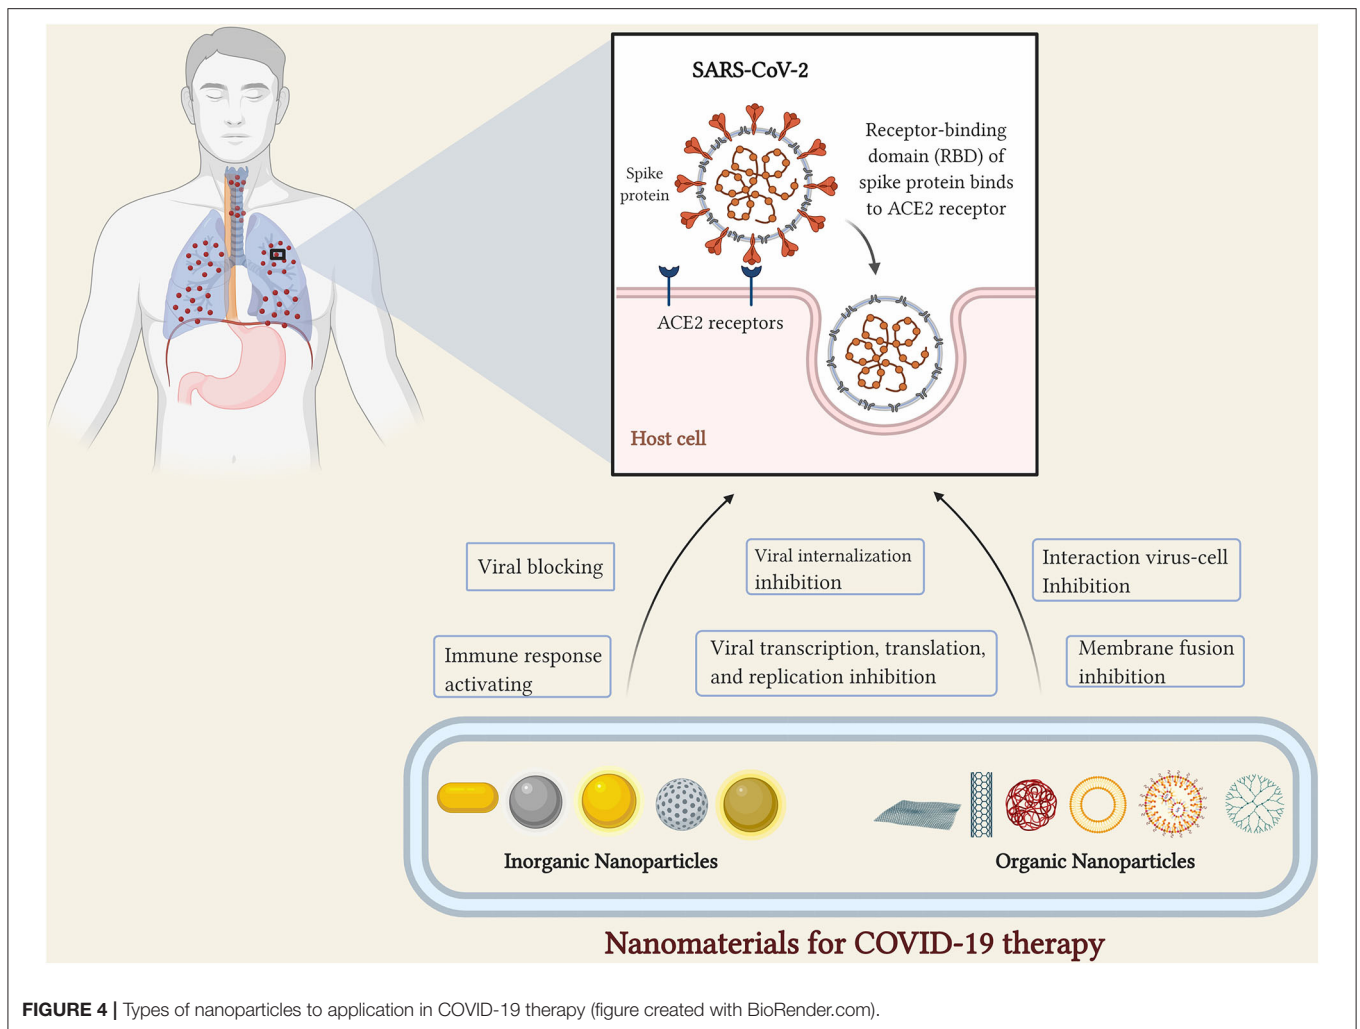 SARS-CoV-2
Spike
protein
Receptor-binding
domain (RBD) of
spike protein binds
to ACE2 receptor
ACE2 receptors
Host cell
Viral blocking
Viral internalization
inhibition
Interaction virus-cell
Inhibition
Immune response
activating
Viral transcription, translation,
and replication inhibition
Membrane fusion
inhibition
Inorganic Nanoparticles
Organic Nanoparticles
Nanomaterials for COVID-19 therapy
FIGURE 4 | Types of nanoparticles to application in COVID-19 therapy (figure created with BioRender.com).